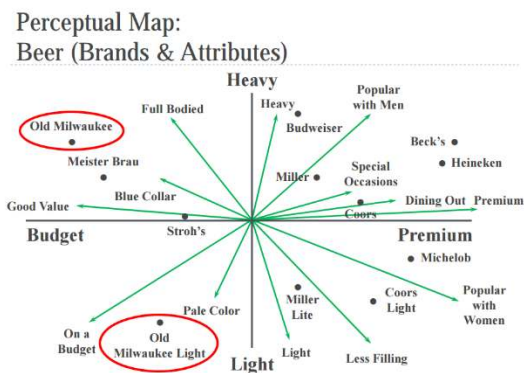 Perceptual Map:
Beer (Brands & Attributes)
Heavy
Full Bodied
Heavy
Popular
with Men
Old Milwaukee
Budweiser
Beck's
Meister Brau
Miller
Special
Occasions
Heineken
Blue Collar
Good Value
Coors
Dining Out
Premium
Budget
Stroh's
Premium
Michelob
Pale Color
Miller
Lite
Coors
Light
Popular
with
Women
On a
Budget
Old
Milwaukee Light
Light
Light
Less Filling